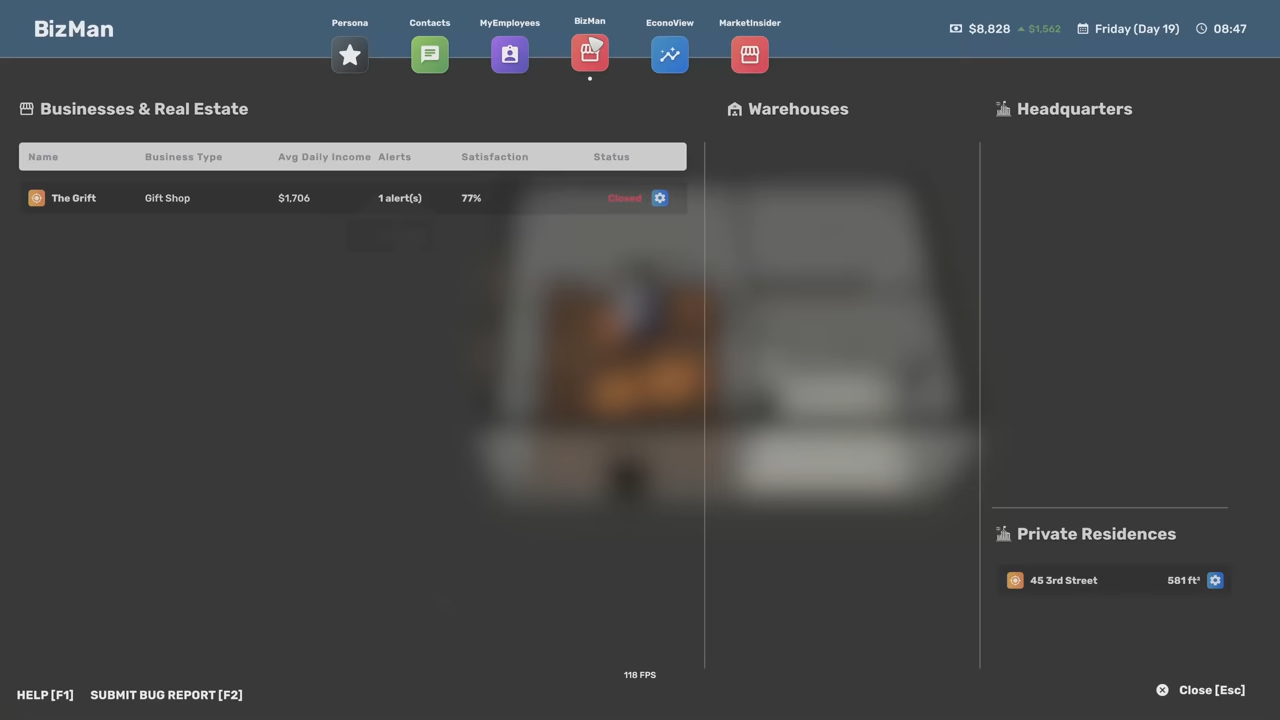 BizMan
Persona
Contacts
MyEmployees
BizMan
EconoView
MarketInsider
$8,828 $1,562
Friday (Day 19)
08:47
Businesses & Real Estate
Name Business Type Avg Daily Income Alerts Satisfaction Status
The Grift Gift Shop $1,706 1 alert(s) 77% Closed
Warehouses
Headquarters
Private Residences
45 3rd Street 581 ft²
118 FPS
HELP [F1] SUBMIT BUG REPORT [F2]
Close [Esc]